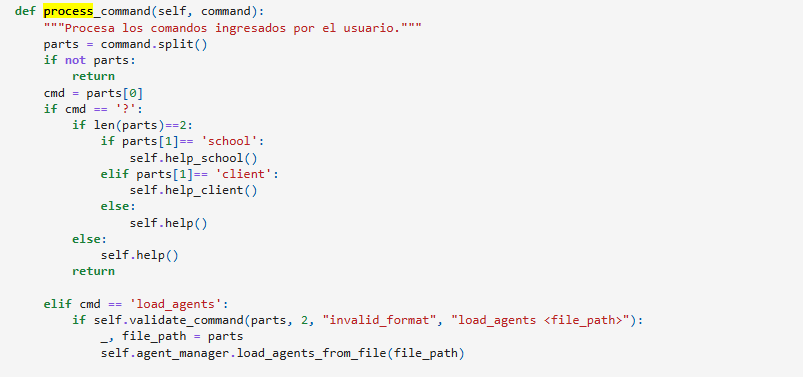 def process_command(self, command):
    """Procesa los comandos ingresados por el usuario."""
    parts = command.split()
    if not parts:
        return
    cmd = parts[0]
    if cmd == '?':
        if len(parts)==2:
            if parts[1]== 'school':
                self.help_school()
            elif parts[1]== 'client':
                self.help_client()
            else:
                self.help()
        else:
            self.help()
        return
    elif cmd == 'load_agents':
        if self.validate_command(parts, 2, "invalid_format", "load_agents <file_path>"):
            _, file_path = parts
            self.agent_manager.load_agents_from_file(file_path)